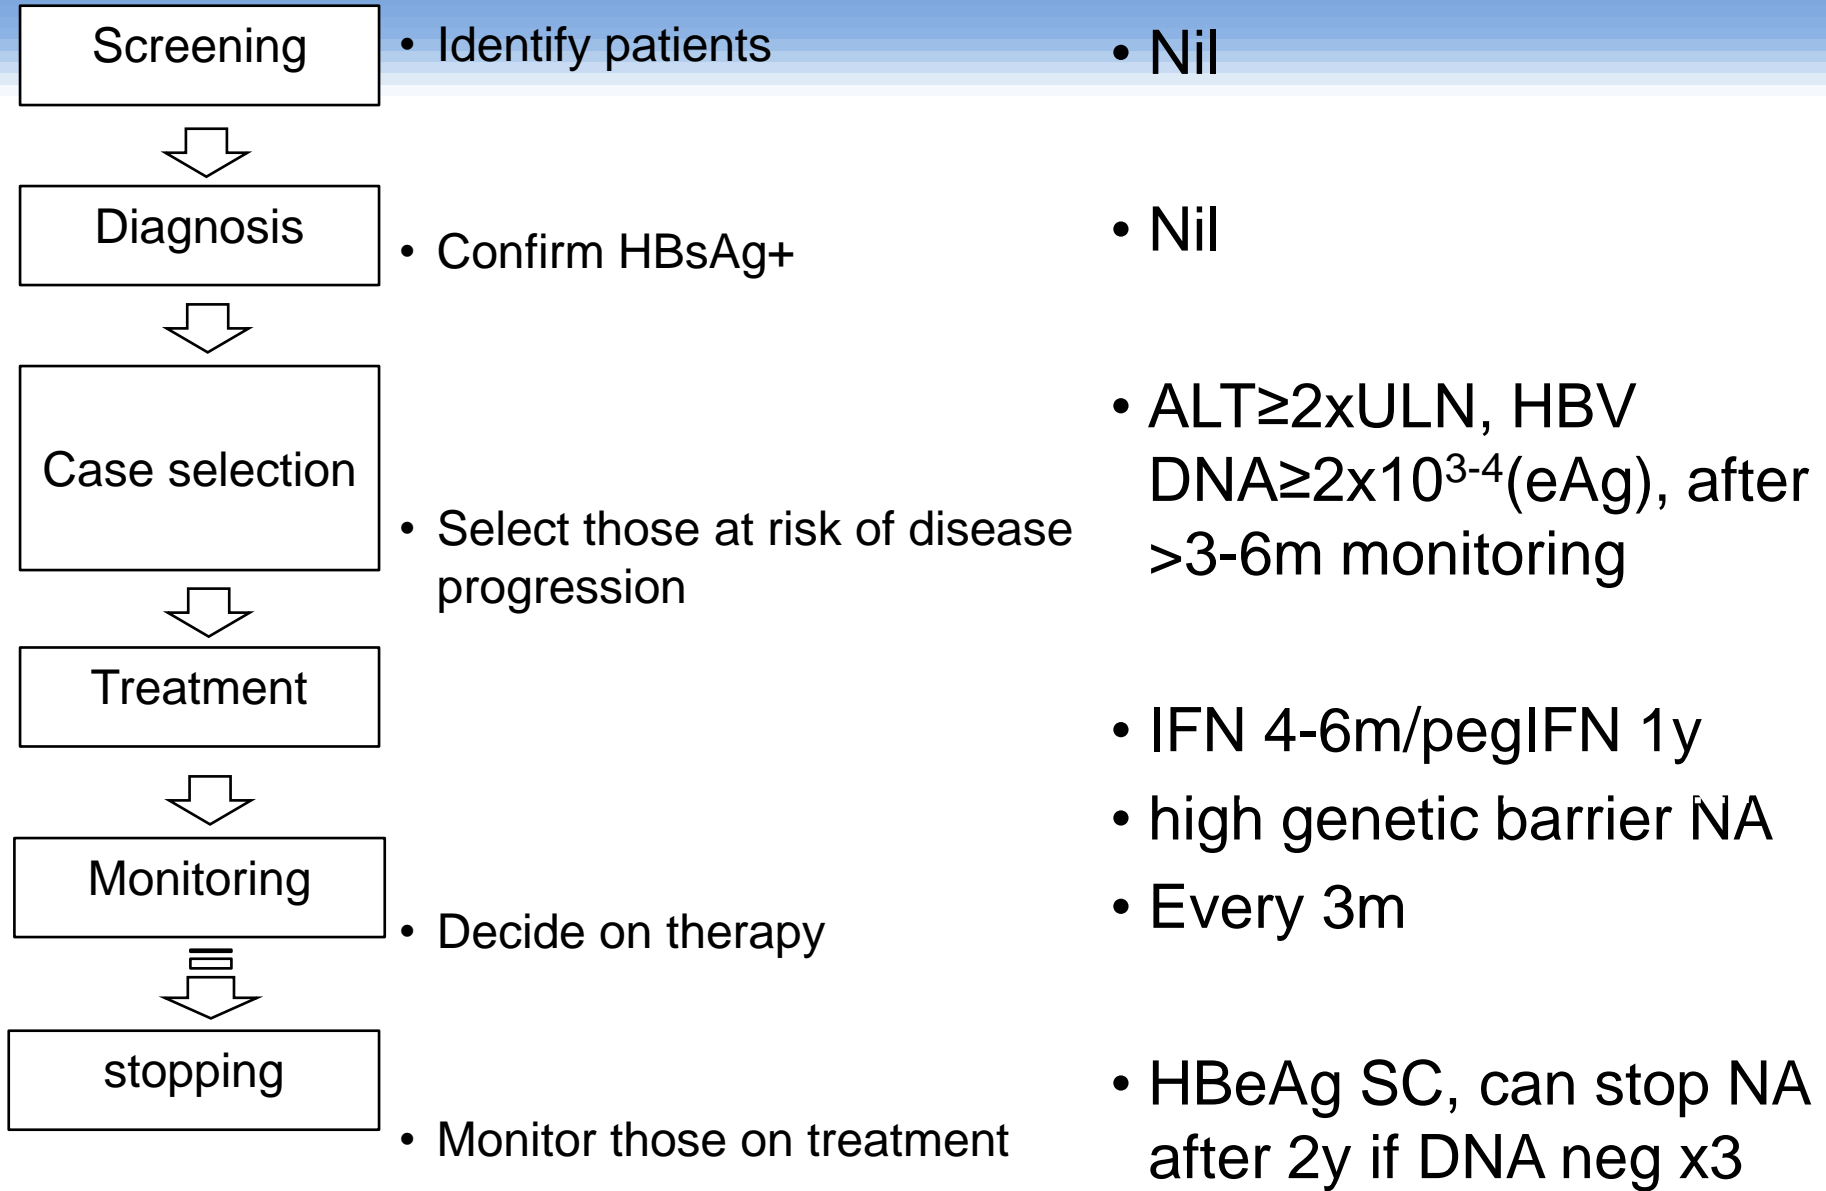 Screening
• Identify patients
• Nil
Diagnosis
• Confirm HBsAg+
• Nil
Case selection
• Select those at risk of disease
progression
• ALT≥2xULN, HBV
DNA≥2x10³⁻⁴(eAg), after
>3-6m monitoring
Treatment
• IFN 4-6m/pegIFN 1y
• high genetic barrier NA
Monitoring
• Decide on therapy
• Every 3m
stopping
• Monitor those on treatment
• HBeAg SC, can stop NA
after 2y if DNA neg x3